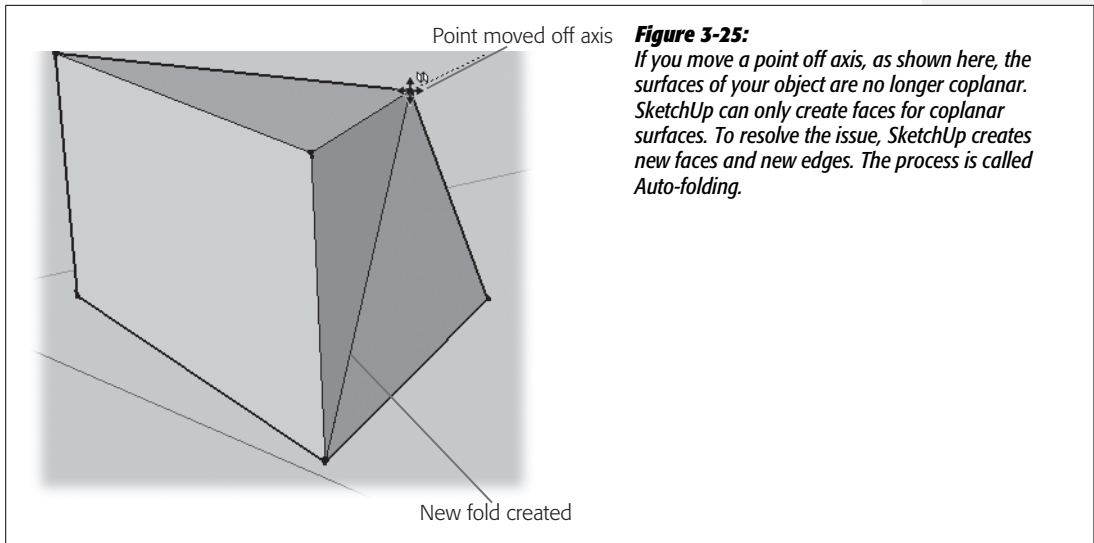 Point moved off axis
Figure 3-25:
If you move a point off axis, as shown here, the
surfaces of your object are no longer coplanar.
SketchUp can only create faces for coplanar
surfaces. To resolve the issue, SketchUp creates
new faces and new edges. The process is called
Auto-folding.
New fold created